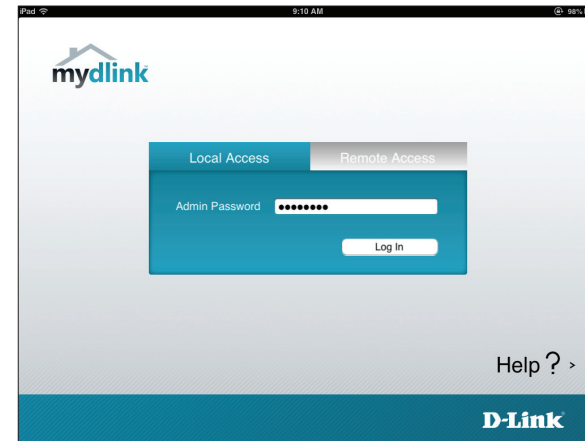 iPad 9:10 AM 98%
mydlink
Local Access Remote Access
Admin Password ●●●●●●●●
Log In
Help ? >
D-Link